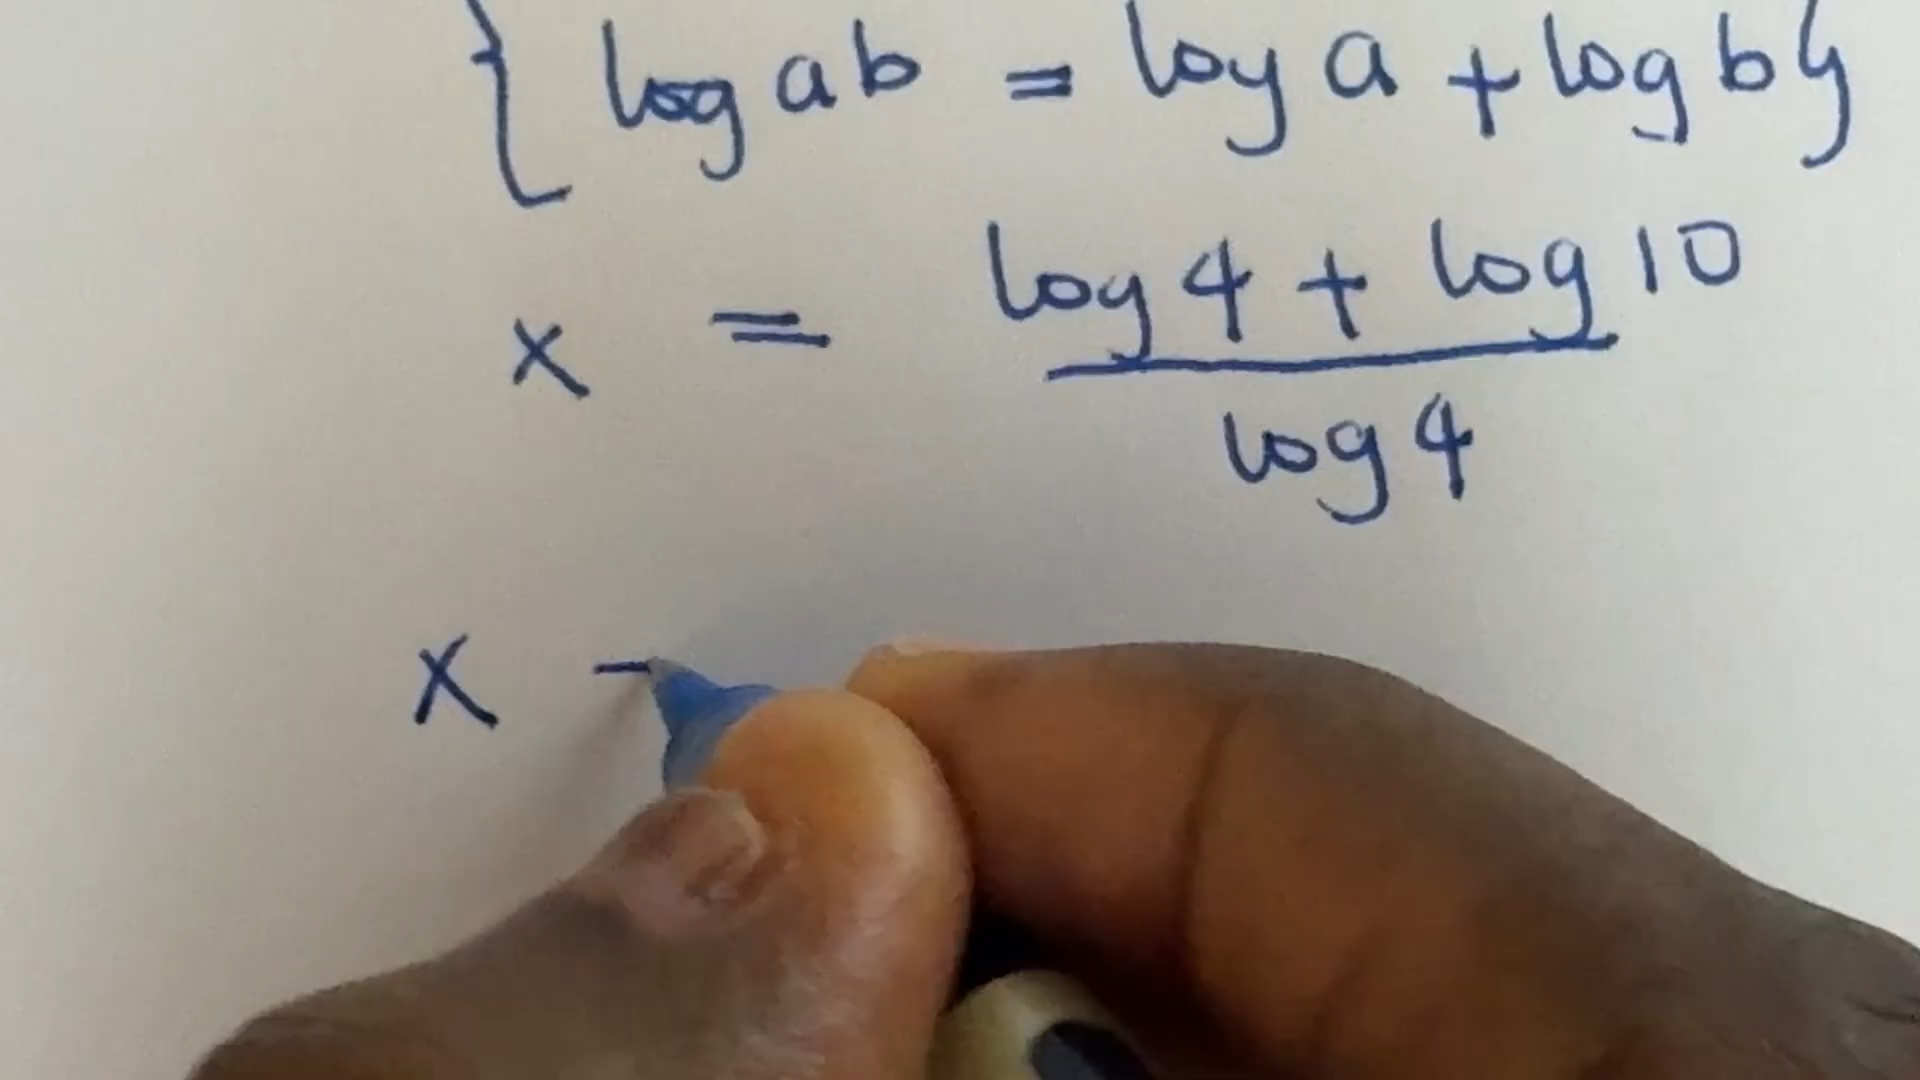 { log ab = log a + log b }
x = log 4 + log 10
log 4
x -